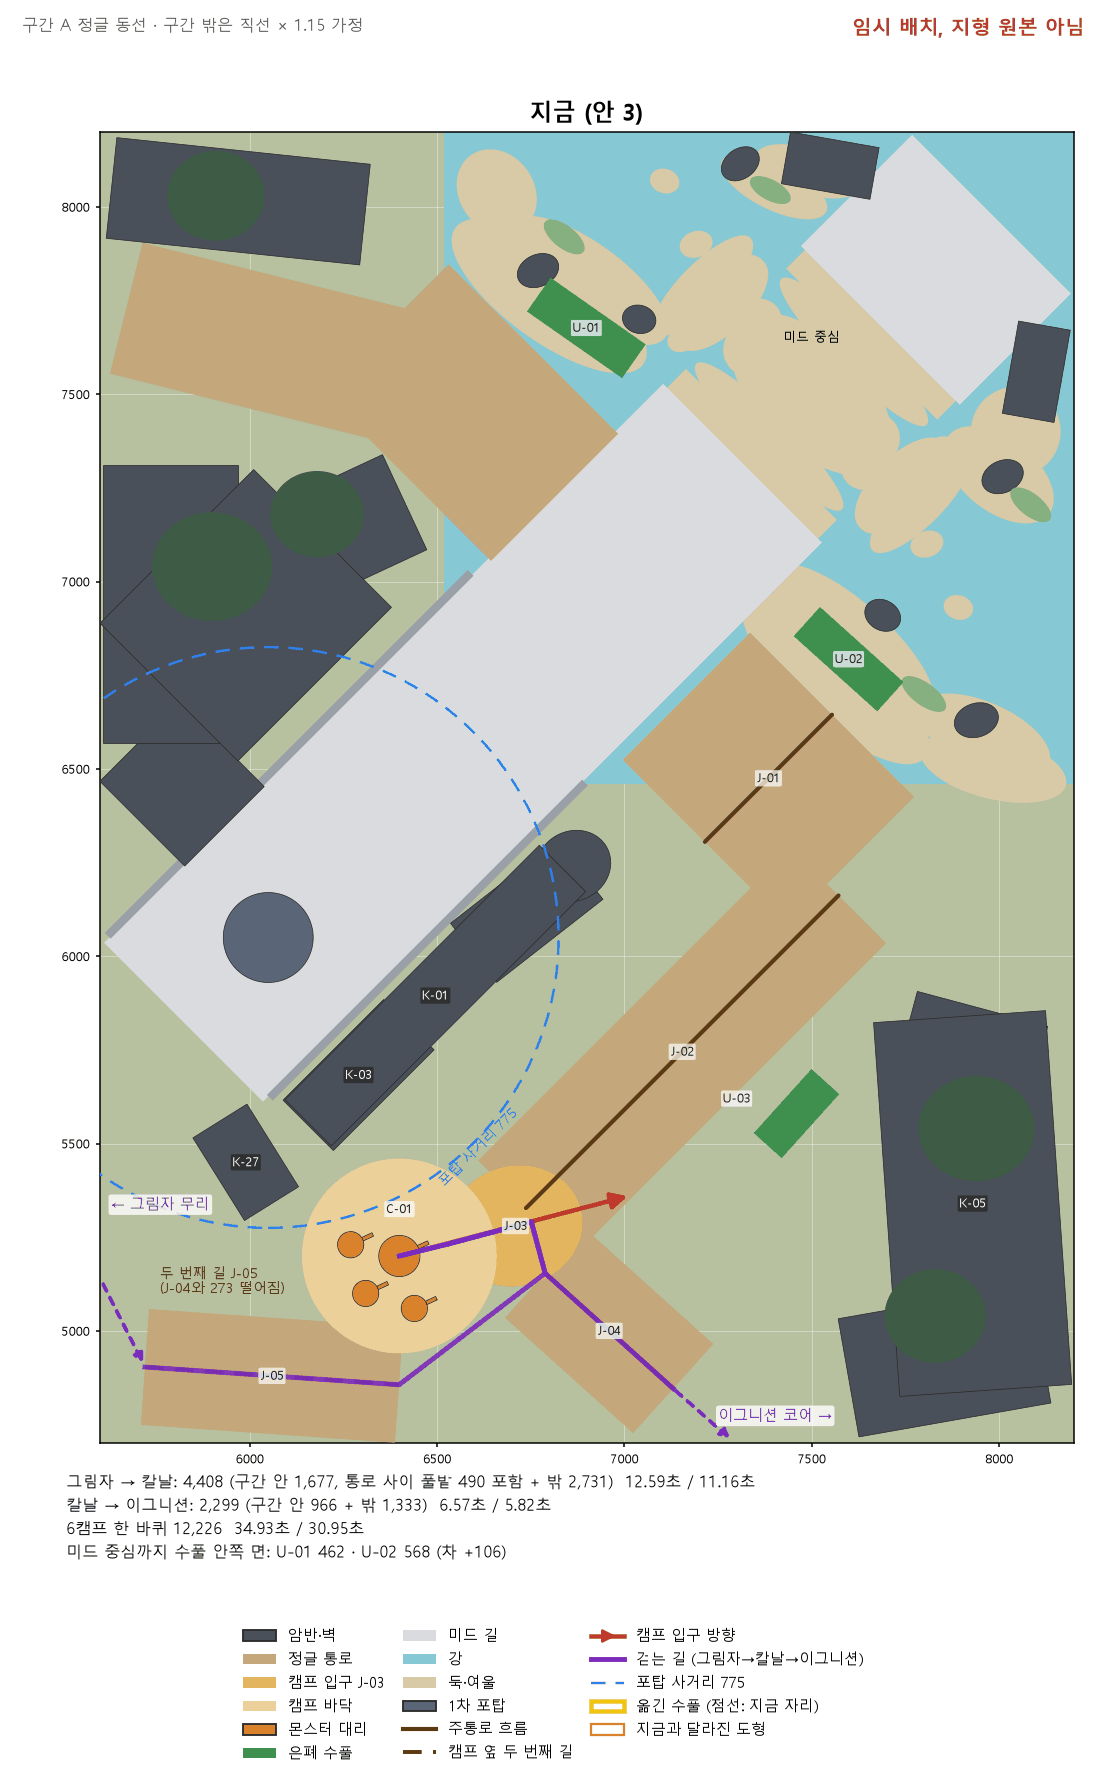 구간 A 정글 동선 · 구간 밖은 직선 × 1.15 가정
임시 배치, 지형 원본 아님
지금 (안 3)
8000
7500
7000
6500
6000
5500
5000
U-01
미드 중심
U-02
J-01
K-01
K-03
J-02
U-03
포탑 사거리 775
K-27
← 그림자 무리
C-01
K-05
J-03
두 번째 길 J-05
(J-04와 273 떨어짐)
J-04
J-05
이그니션 코어 →
6000
6500
7000
7500
8000
그림자 → 칼날: 4,408 (구간 안 1,677, 통로 사이 풀밭 490 포함 + 밖 2,731)  12.59초 / 11.16초
칼날 → 이그니션: 2,299 (구간 안 966 + 밖 1,333)  6.57초 / 5.82초
6캠프 한 바퀴 12,226  34.93초 / 30.95초
미드 중심까지 수풀 안쪽 면: U-01 462 · U-02 568 (차 +106)
암반·벽
정글 통로
캠프 입구 J-03
캠프 바닥
몬스터 대리
은폐 수풀
미드 길
강
둑·여울
1차 포탑
주통로 흐름
캠프 옆 두 번째 길
캠프 입구 방향
걷는 길 (그림자→칼날→이그니션)
포탑 사거리 775
옮긴 수풀 (점선: 지금 자리)
지금과 달라진 도형